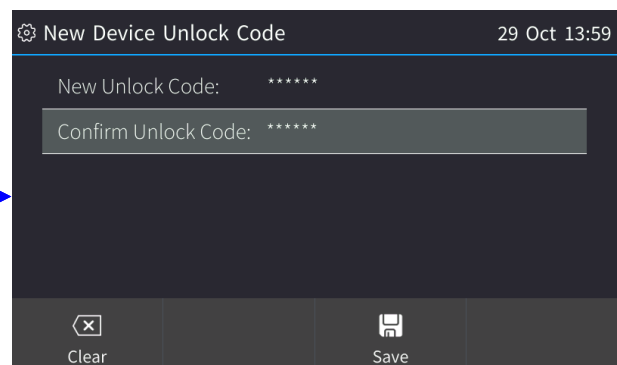 New Device Unlock Code 29 Oct 13:59
New Unlock Code: ******
Confirm Unlock Code: ******
Clear Save